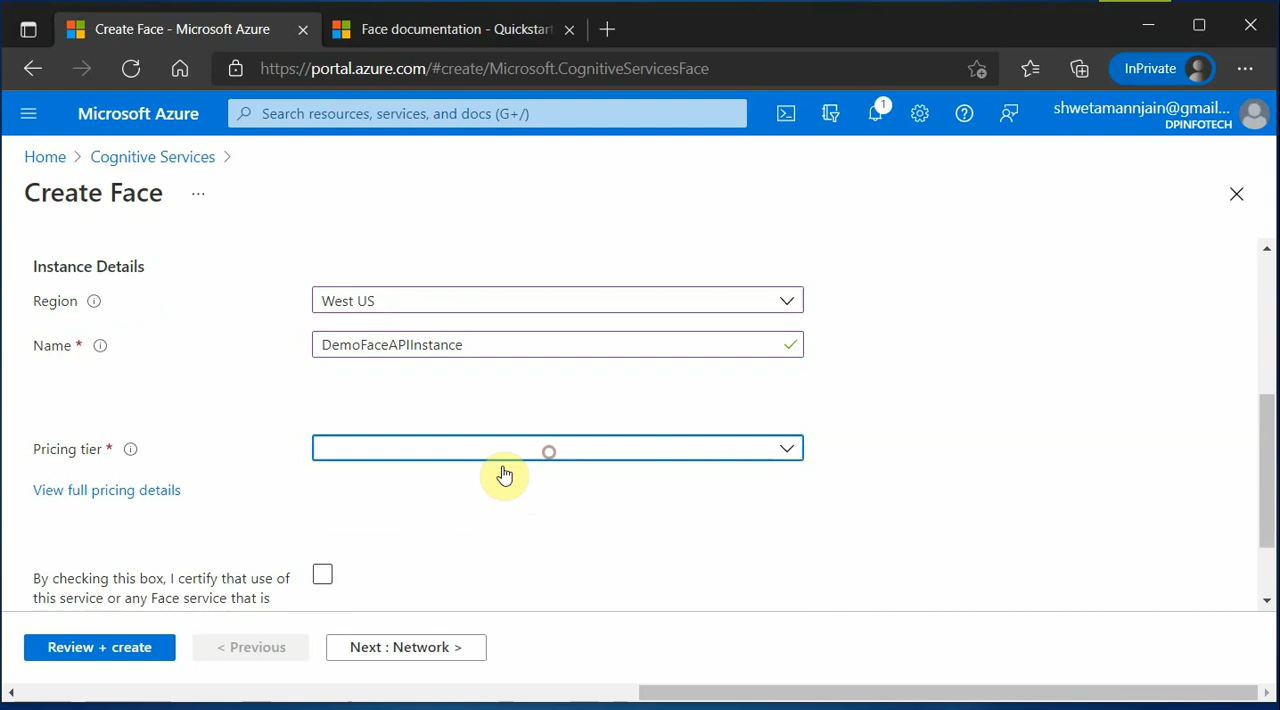 Create Face - Microsoft Azure
Face documentation - Quickstart
https://portal.azure.com/#create/Microsoft.CognitiveServicesFace
InPrivate
Microsoft Azure
Search resources, services, and docs (G+/)
1
shwetamannjain@gmail...
DPINFOTECH
Home > Cognitive Services >
Create Face ...
Instance Details
Region
West US
Name *
DemoFaceAPIInstance
Pricing tier *
View full pricing details
By checking this box, I certify that use of
this service or any Face service that is
Review + create
< Previous
Next : Network >